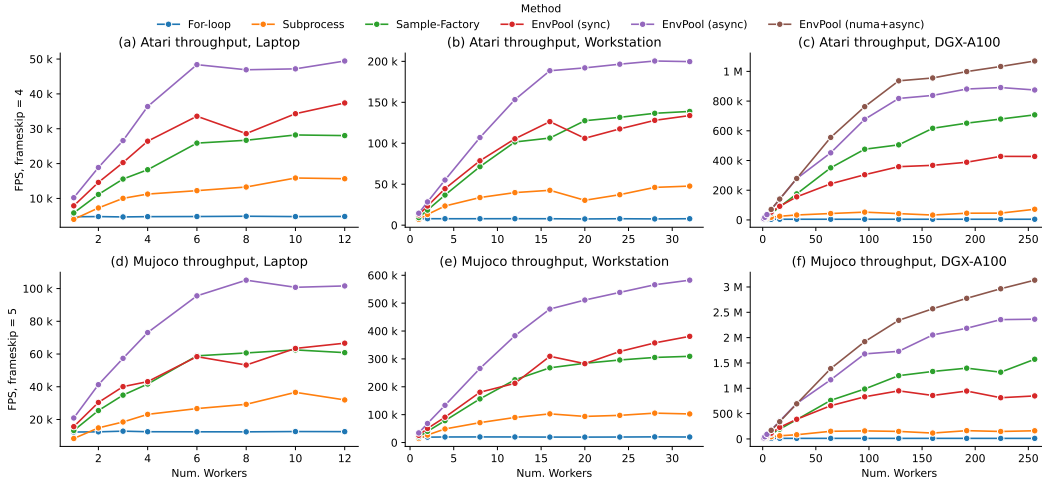 Method
For-loop Subprocess Sample-Factory EnvPool (sync) EnvPool (async) EnvPool (numa+async)
(a) Atari throughput, Laptop
FPS, frameskip = 4
50 k
40 k
30 k
20 k
10 k
2 4 6 8 10 12
(b) Atari throughput, Workstation
200 k
150 k
100 k
50 k
0
0 5 10 15 20 25 30
(c) Atari throughput, DGX-A100
1 M
800 k
600 k
400 k
200 k
0
0 50 100 150 200 250
(d) Mujoco throughput, Laptop
FPS, frameskip = 5
100 k
80 k
60 k
40 k
20 k
2 4 6 8 10 12
Num. Workers
(e) Mujoco throughput, Workstation
600 k
500 k
400 k
300 k
200 k
100 k
0
0 5 10 15 20 25 30
Num. Workers
(f) Mujoco throughput, DGX-A100
3 M
2.5 M
2 M
1.5 M
1 M
500 k
0
0 50 100 150 200 250
Num. Workers